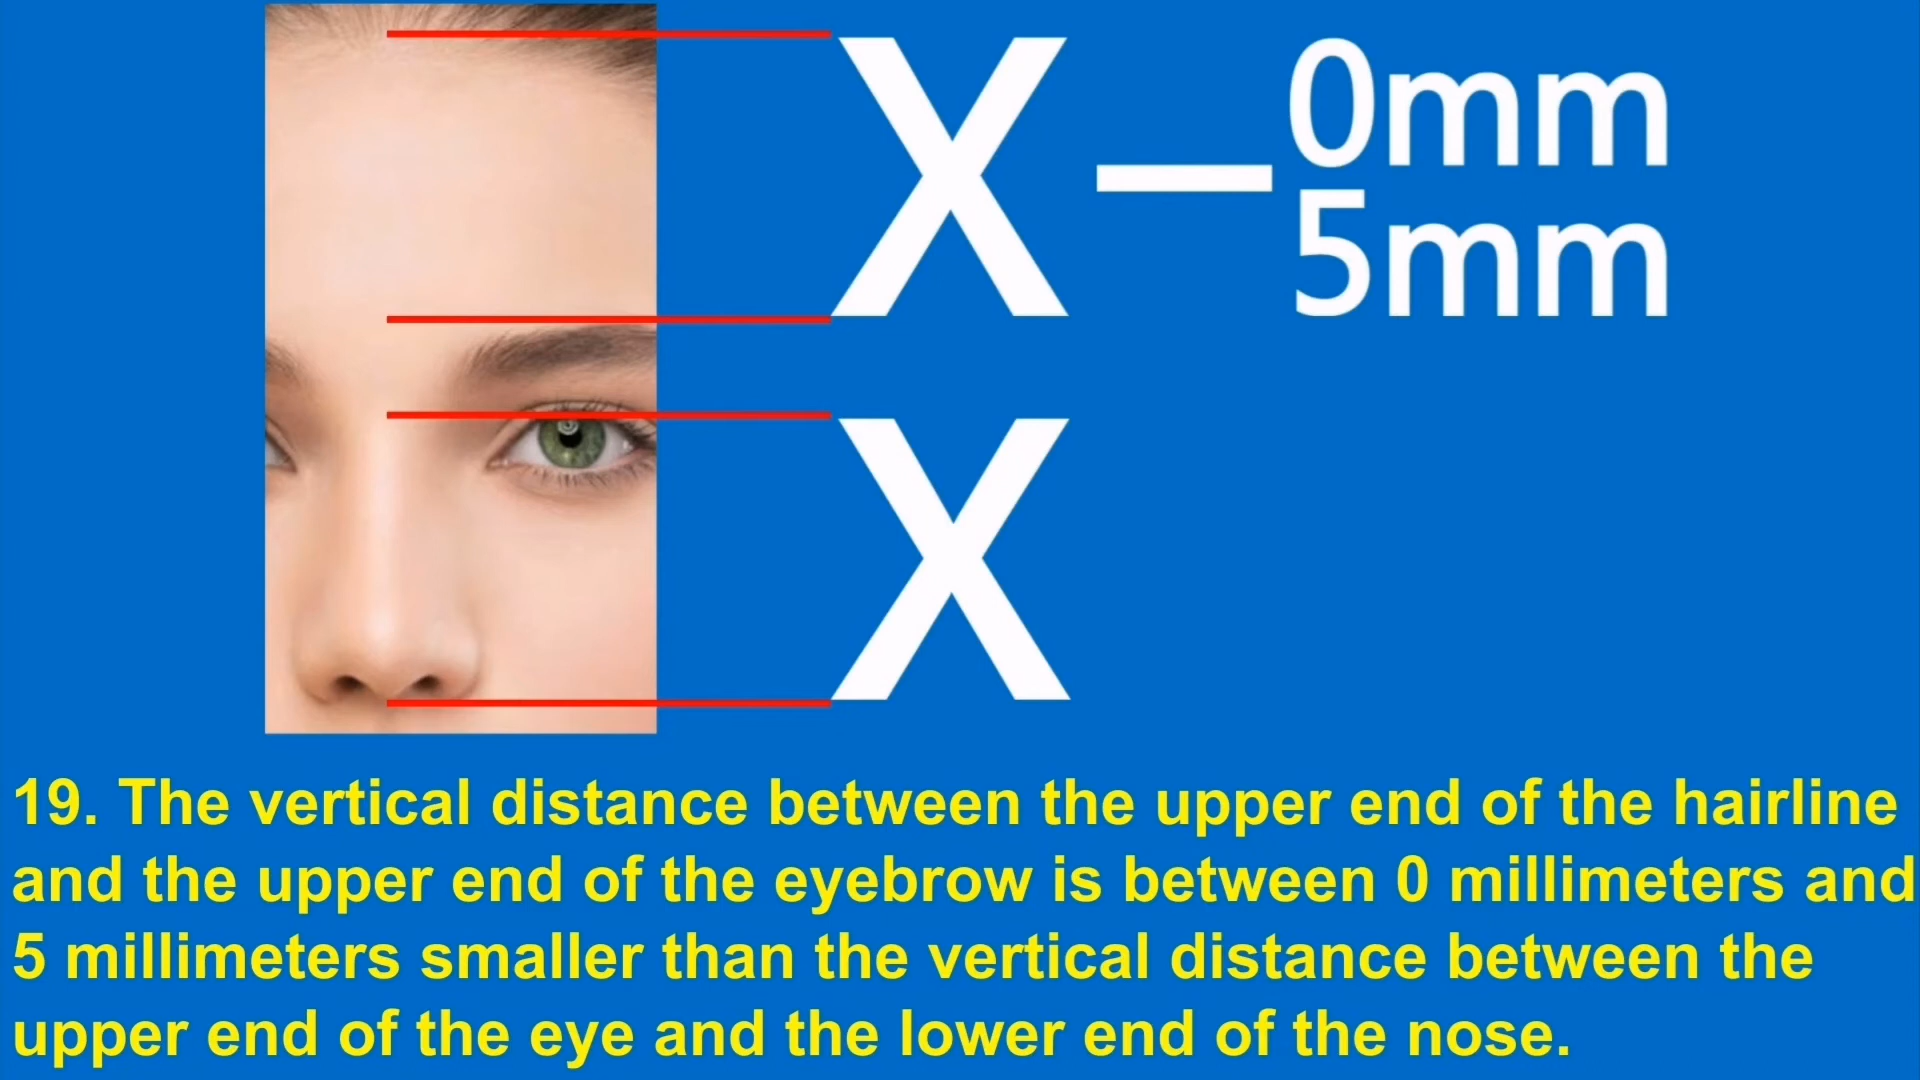 X — 0mm
5mm
X
19. The vertical distance between the upper end of the hairline
and the upper end of the eyebrow is between 0 millimeters and
5 millimeters smaller than the vertical distance between the
upper end of the eye and the lower end of the nose.